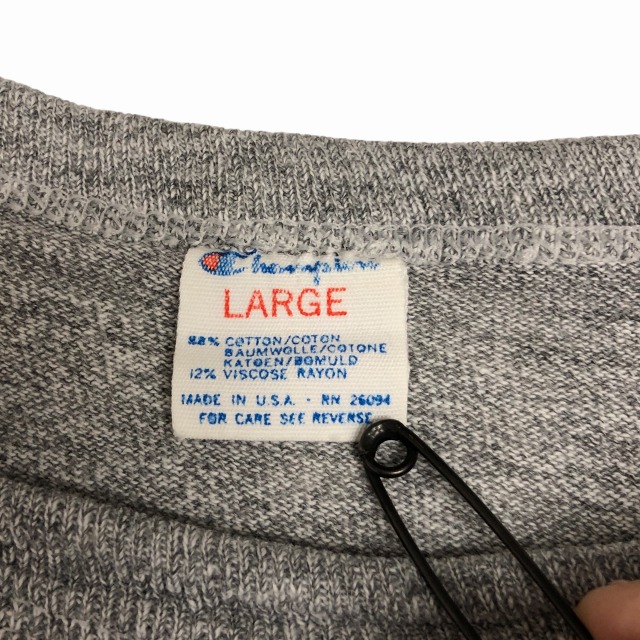 Champion
LARGE
88% COTTON/COTON
BAUMWOLLE/COTONE
KATOEN/BOMULD
12% VISCOSE RAYON
MADE IN U.S.A. - RN 26094
FOR CARE SEE REVERSE